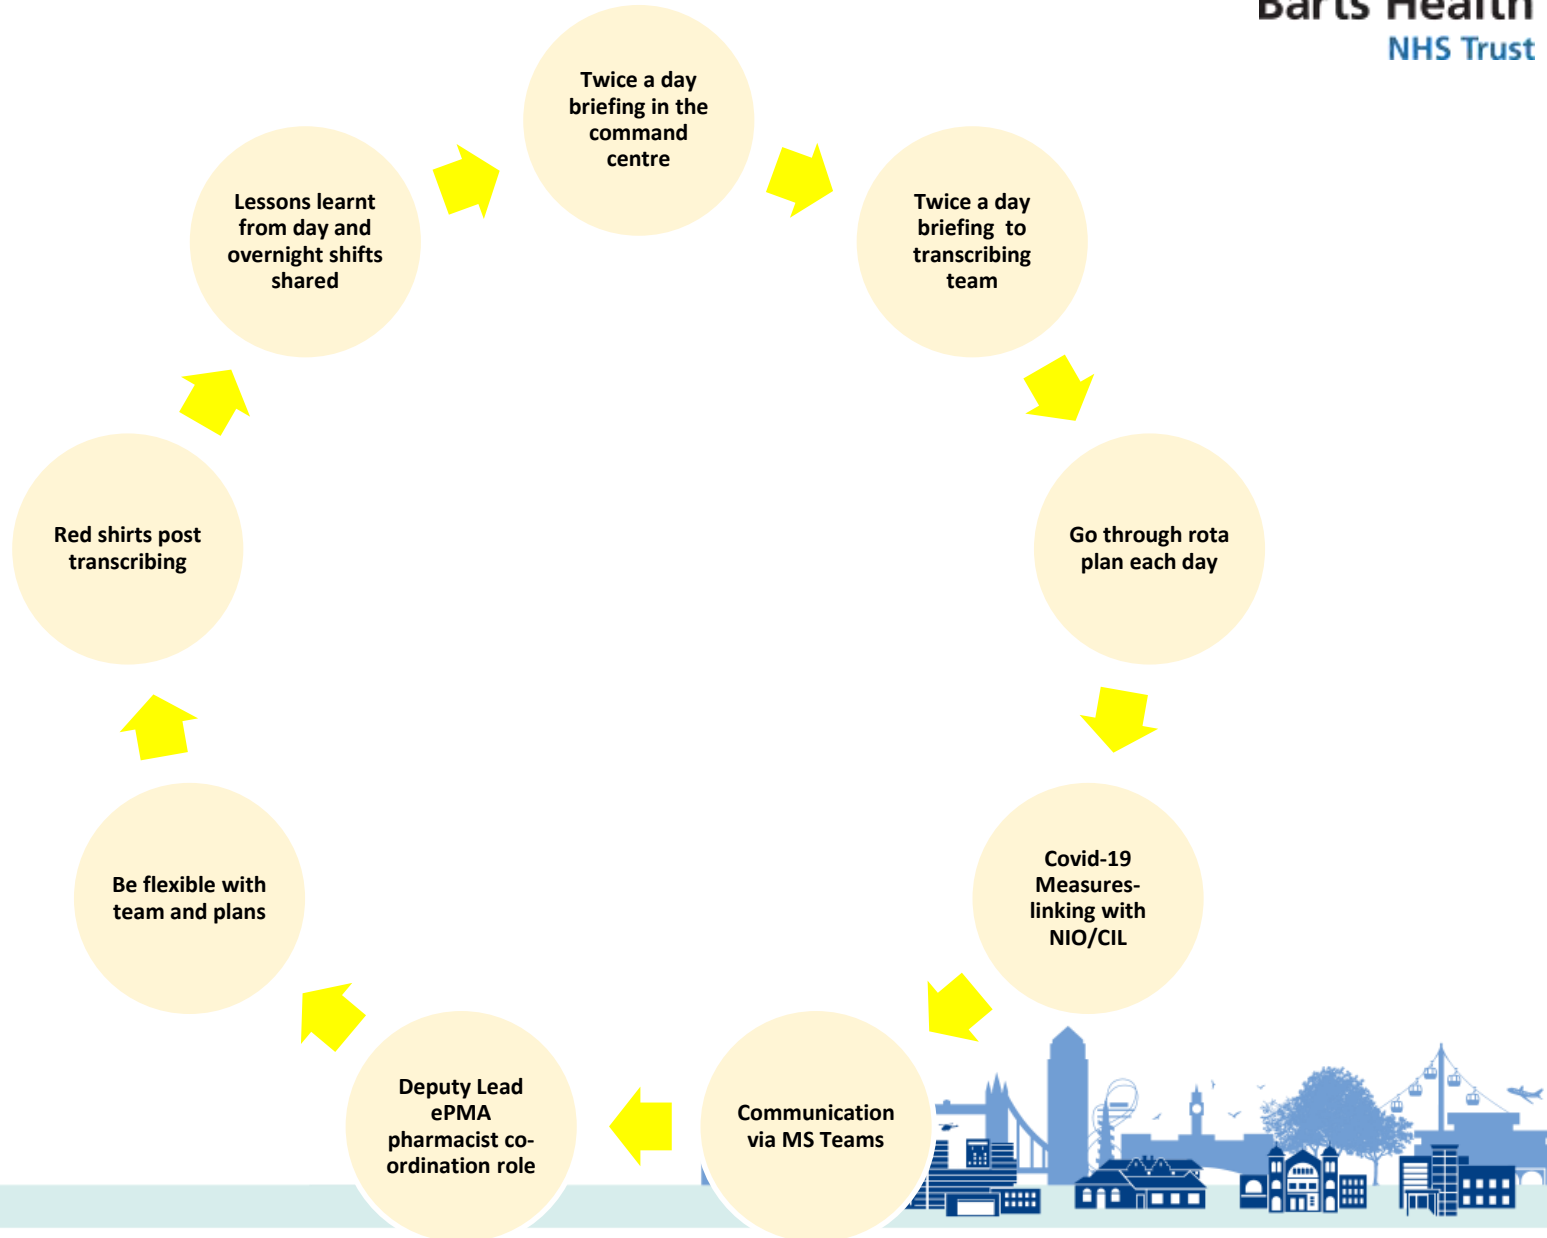 Barts Health
NHS Trust
Twice a day
briefing in the
command
centre
Twice a day
briefing to
transcribing
team
Go through rota
plan each day
Covid-19
Measures-
linking with
NIO/CIL
Communication
via MS Teams
Deputy Lead
ePMA
pharmacist co-
ordination role
Be flexible with
team and plans
Red shirts post
transcribing
Lessons learnt
from day and
overnight shifts
shared